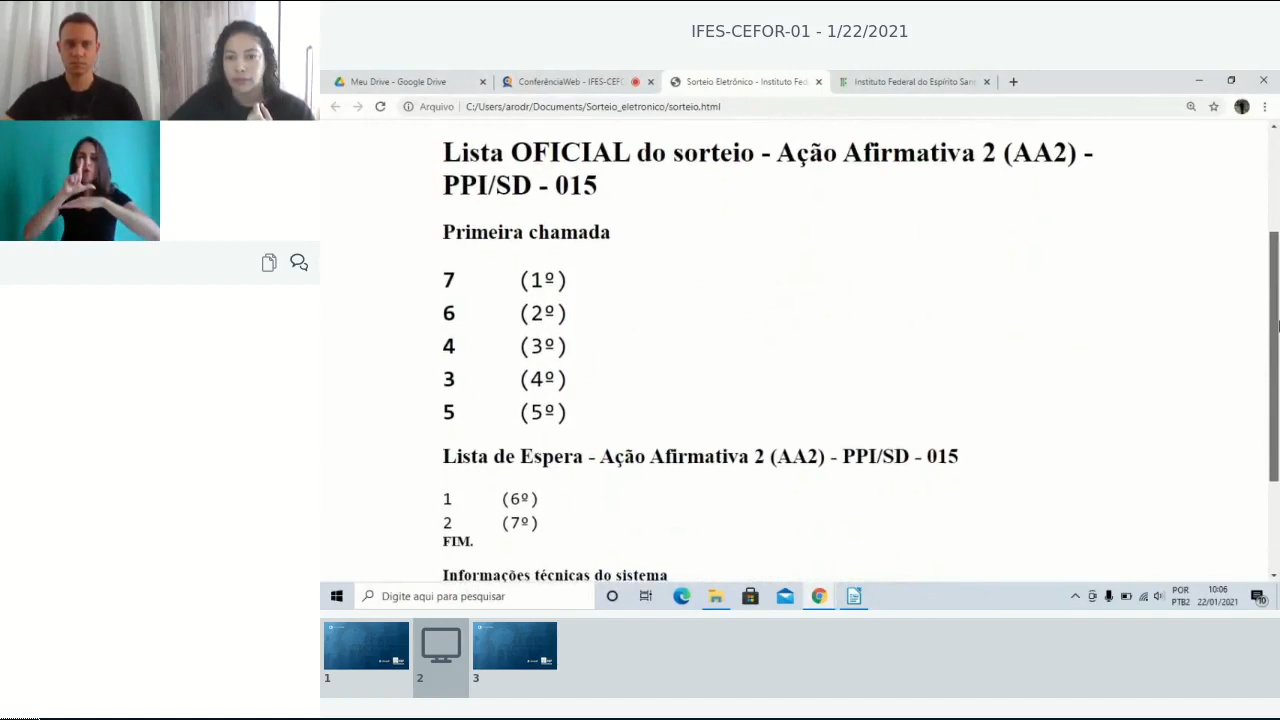 IFES-CEFOR-01 - 1/22/2021
Meu Drive - Google Drive
ConferênciaWeb - IFES-CEF
Sorteio Eletrônico - Instituto Fed
Instituto Federal do Espírito San
Arquivo
C:/Users/arodr/Documents/Sorteio_eletronico/sorteio.html
Lista OFICIAL do sorteio - Ação Afirmativa 2 (AA2) -
PPI/SD - 015
Primeira chamada
7 (1º)
6 (2º)
4 (3º)
3 (4º)
5 (5º)
Lista de Espera - Ação Afirmativa 2 (AA2) - PPI/SD - 015
1 (6º)
2 (7º)
FIM.
Informações técnicas do sistema
Digite aqui para pesquisar
POR
PTB2
10:06
22/01/2021
10
1
2
3